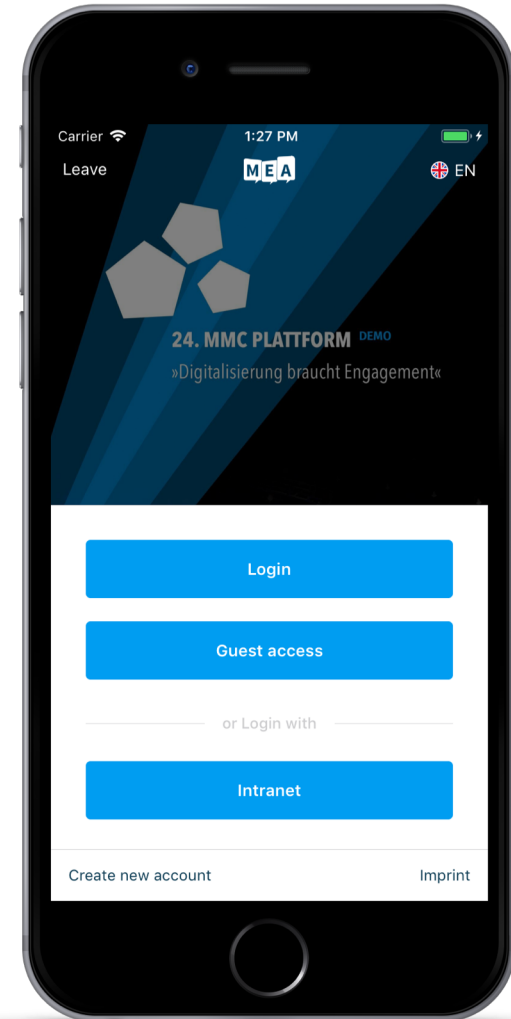 Carrier 1:27 PM
Leave MEA EN
24. MMC PLATTFORM DEMO
»Digitalisierung braucht Engagement«
Login
Guest access
or Login with
Intranet
Create new account Imprint